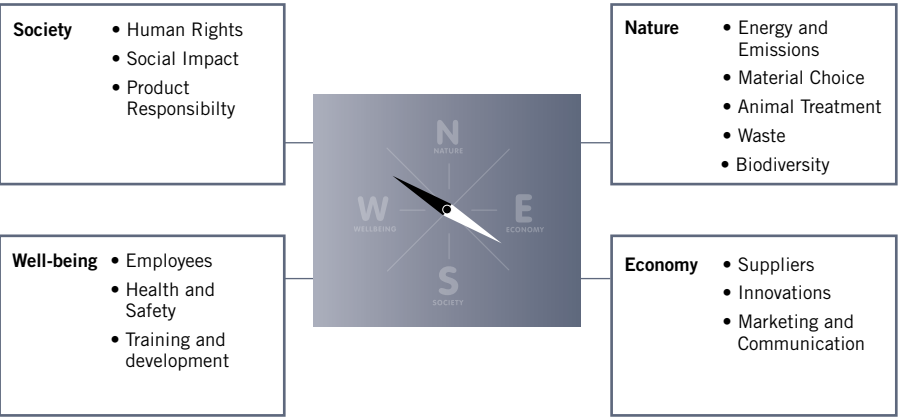 Society
• Human Rights
• Social Impact
• Product
Responsibilty
Nature
• Energy and
Emissions
• Material Choice
• Animal Treatment
• Waste
• Biodiversity
N
NATURE
W
WELLBEING
E
ECONOMY
S
SOCIETY
Well-being
• Employees
• Health and
Safety
• Training and
development
Economy
• Suppliers
• Innovations
• Marketing and
Communication